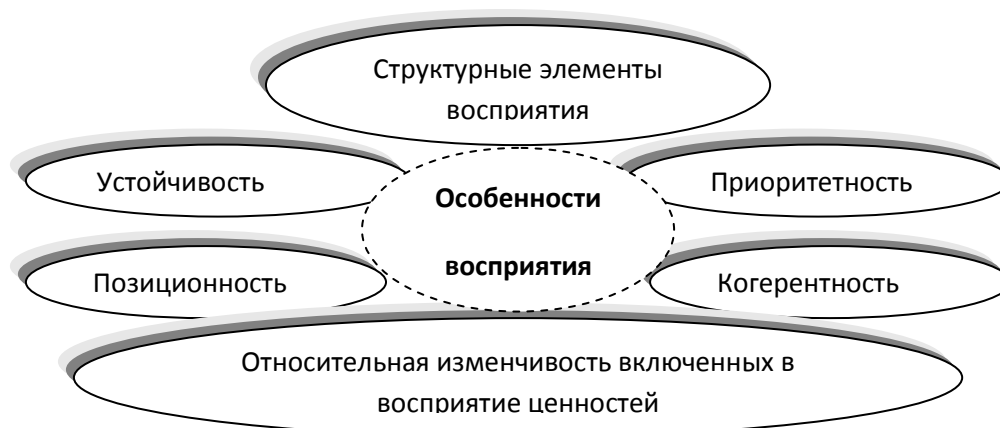 Структурные элементы
восприятия
Устойчивость
Особенности
восприятия
Приоритетность
Позиционность
Когерентность
Относительная изменчивость включенных в
восприятие ценностей